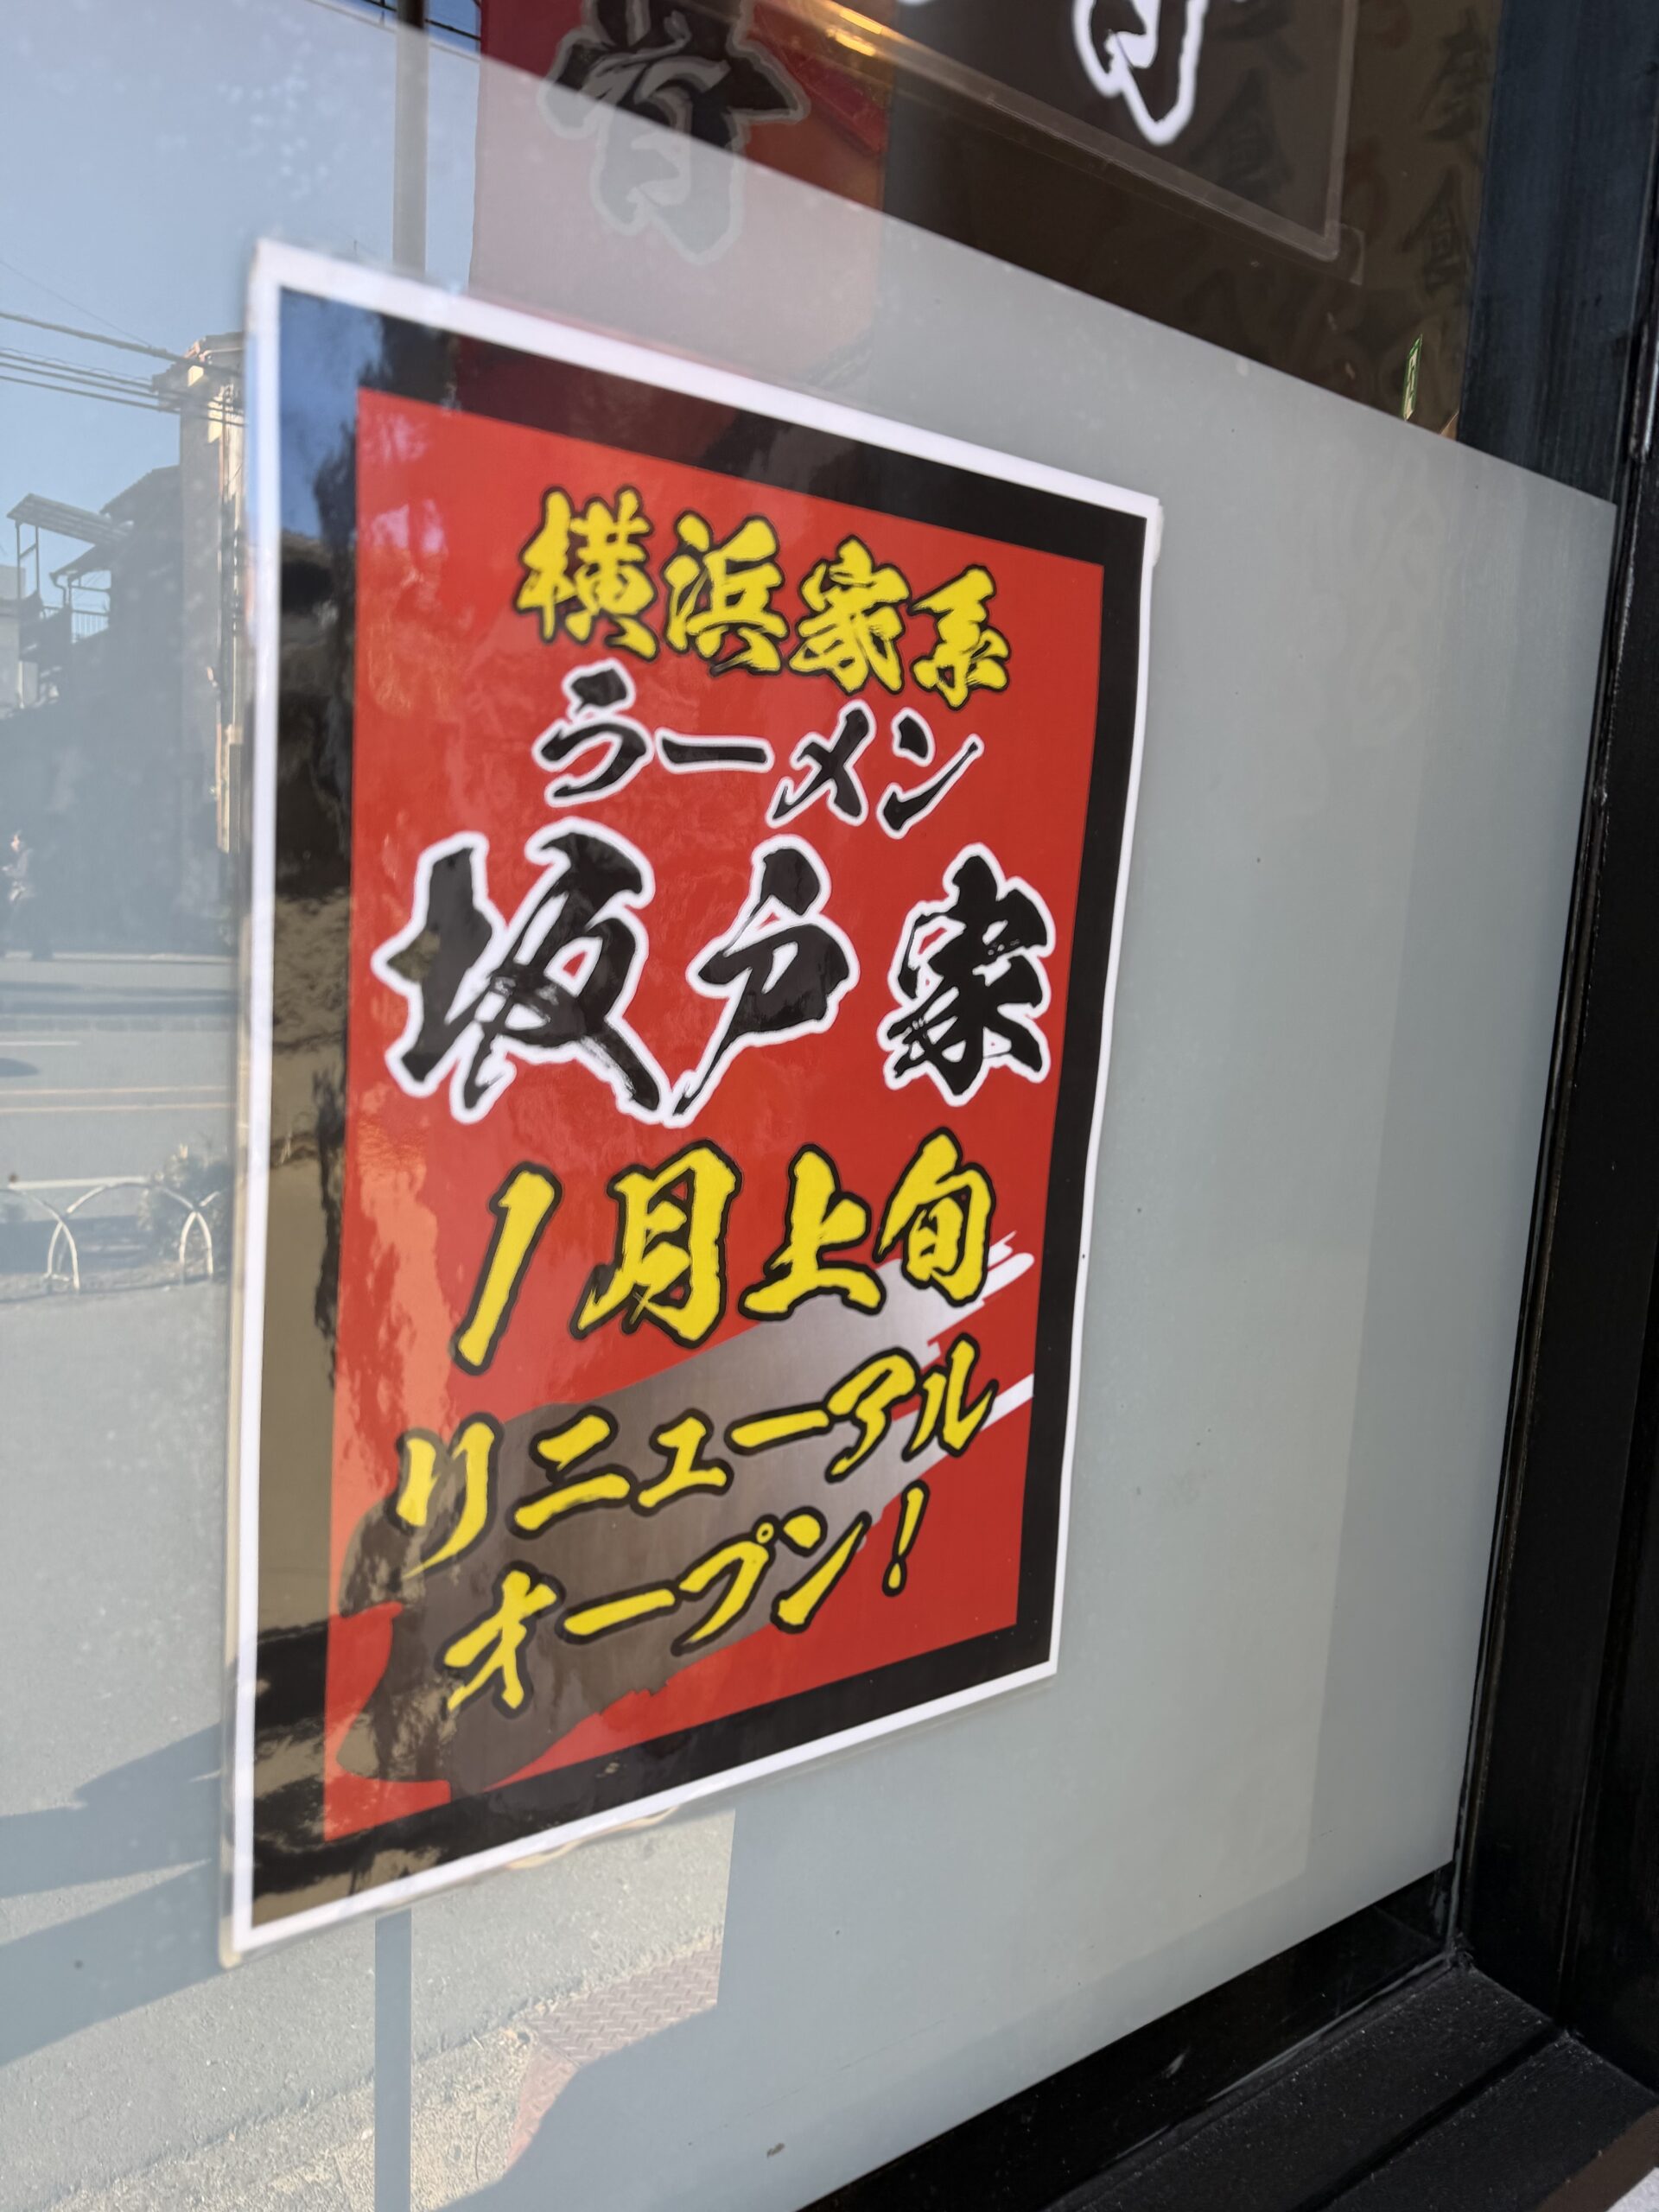 横浜家系
ラーメン
坂戸家
1月上旬
リニューアル
オープン!